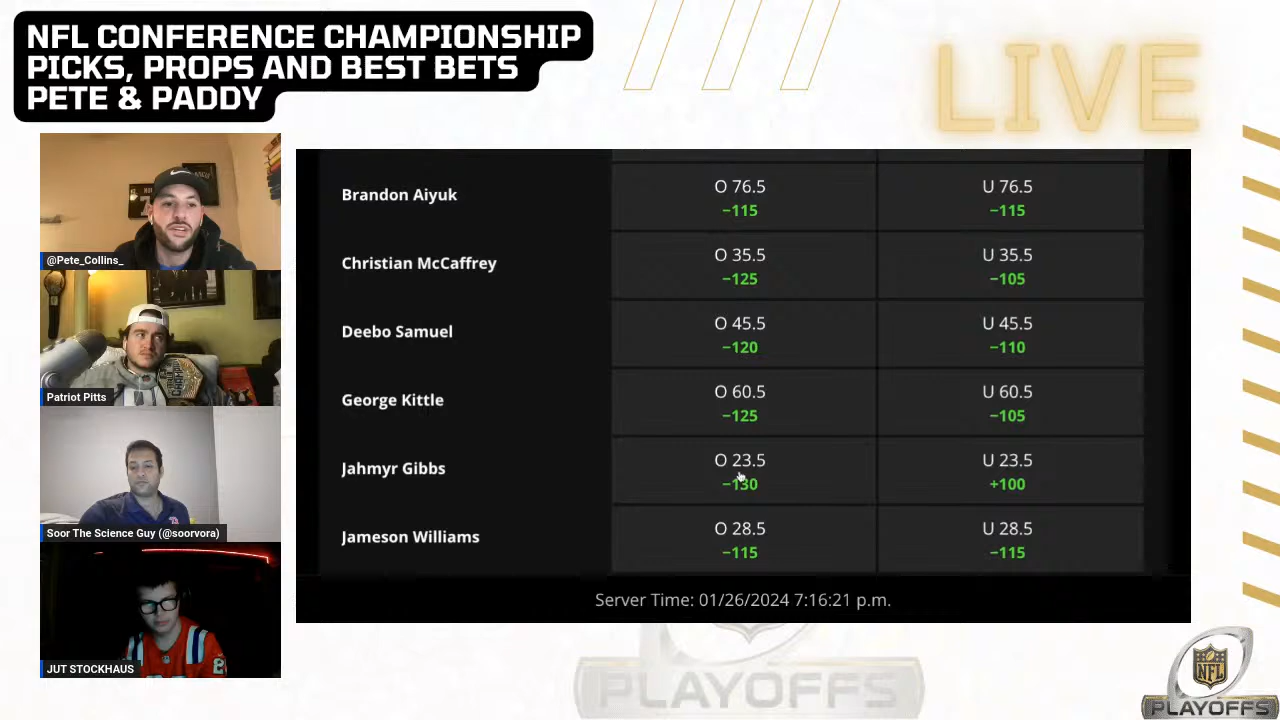 NFL CONFERENCE CHAMPIONSHIP
PICKS, PROPS AND BEST BETS
PETE & PADDY
LIVE
@Pete_Collins_
Patriot Pitts
Soor The Science Guy (@soorvora)
JUT STOCKHAUS
Brandon Aiyuk
O 76.5
−115
U 76.5
−115
Christian McCaffrey
O 35.5
−125
U 35.5
−105
Deebo Samuel
O 45.5
−120
U 45.5
−110
George Kittle
O 60.5
−125
U 60.5
−105
Jahmyr Gibbs
O 23.5
−130
U 23.5
+100
Jameson Williams
O 28.5
−115
U 28.5
−115
Server Time: 01/26/2024 7:16:21 p.m.
PLAYOFFS
NFL
PLAYOFFS